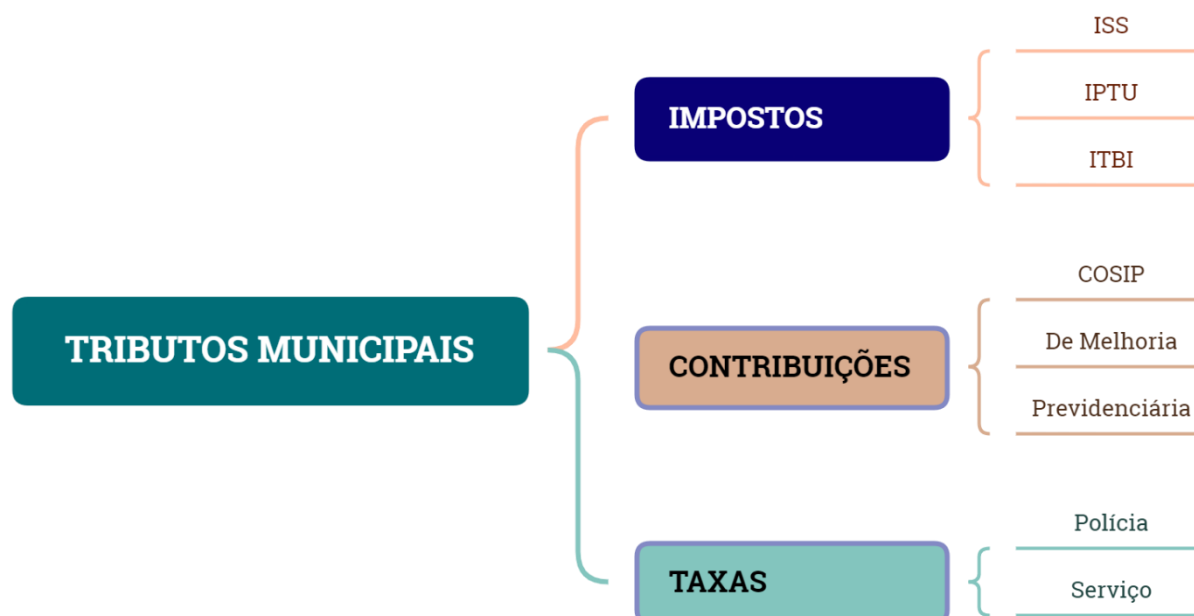 TRIBUTOS MUNICIPAIS
IMPOSTOS
ISS
IPTU
ITBI
CONTRIBUIÇÕES
COSIP
De Melhoria
Previdenciária
TAXAS
Polícia
Serviço